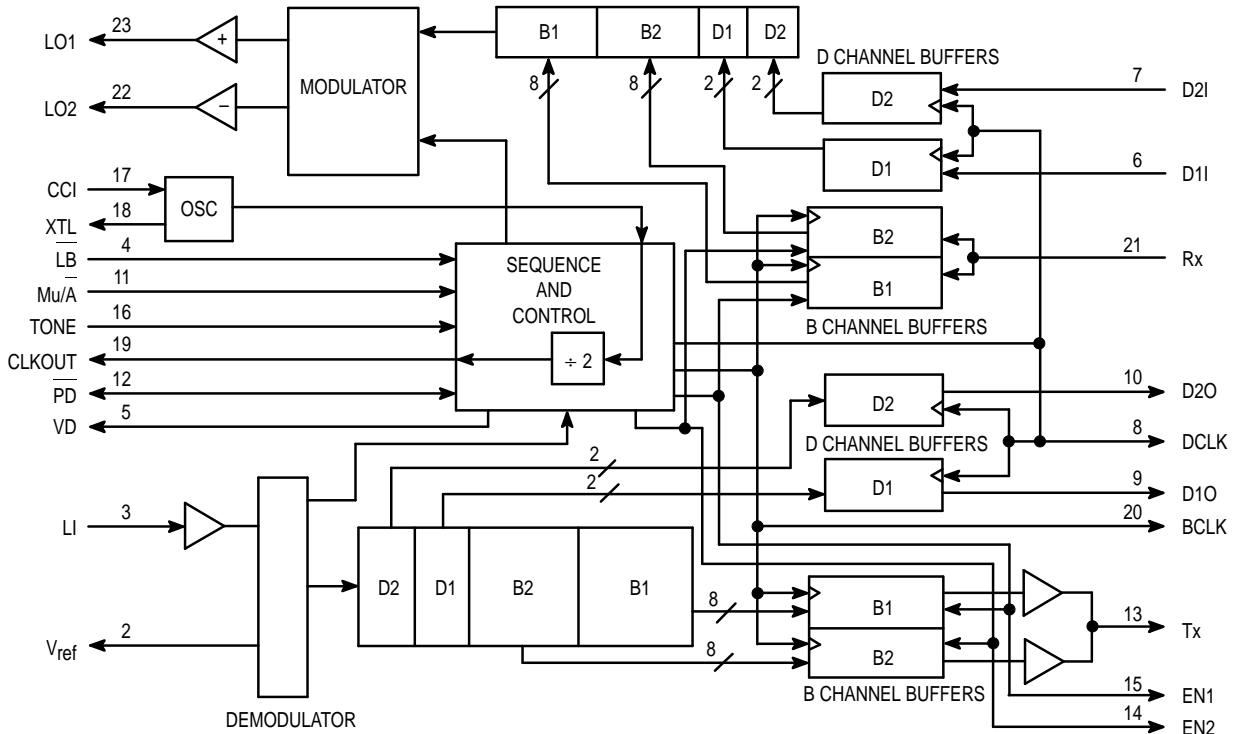 LO1
23
+
LO2
22
−
MODULATOR
B1
B2
D1
D2
8
8
2
2
D CHANNEL BUFFERS
D2
7
D2I
D1
6
D1I
CCI
17
XTL
18
OSC
LB
4
Mu/A
11
TONE
16
CLKOUT
19
PD
12
VD
5
SEQUENCE
AND
CONTROL
÷ 2
B2
B1
21
Rx
B CHANNEL BUFFERS
D2
10
D2O
D CHANNEL BUFFERS
8
DCLK
D1
9
D1O
20
BCLK
2
2
LI
3
Vref
2
DEMODULATOR
D2
D1
B2
B1
8
8
B1
B2
B CHANNEL BUFFERS
13
Tx
15
EN1
14
EN2